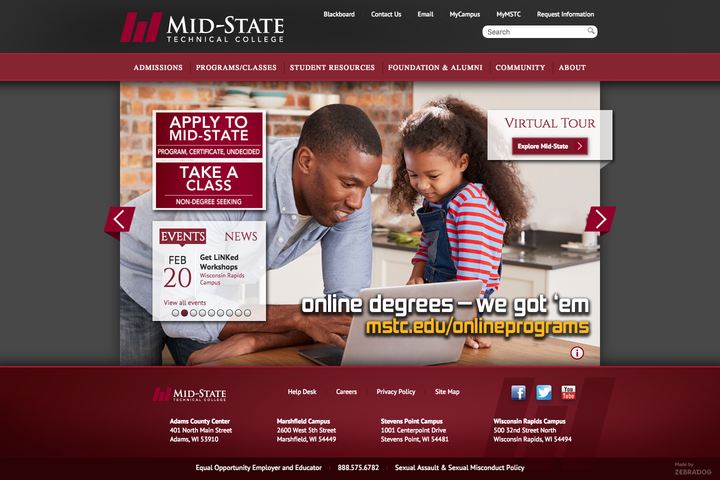 MID-STATE
TECHNICAL COLLEGE
Blackboard Contact Us Email MyCampus MyMSTC Request Information
Search
ADMISSIONS PROGRAMS/CLASSES STUDENT RESOURCES FOUNDATION & ALUMNI COMMUNITY ABOUT
APPLY TO
MID-STATE
PROGRAM, CERTIFICATE, UNDECIDED
TAKE A
CLASS
NON-DEGREE SEEKING
VIRTUAL TOUR
Explore Mid-State
EVENTS NEWS
FEB
20
Get LiNKed
Workshops
Wisconsin Rapids
Campus
View all events
online degrees – we got 'em
mstc.edu/onlineprograms
i
MID-STATE
TECHNICAL COLLEGE
Help Desk Careers Privacy Policy Site Map
f
You
Tube
Adams County Center
401 North Main Street
Adams, WI 53910
Marshfield Campus
2600 West 5th Street
Marshfield, WI 54449
Stevens Point Campus
1001 Centerpoint Drive
Stevens Point, WI 54481
Wisconsin Rapids Campus
500 32nd Street North
Wisconsin Rapids, WI 54494
Equal Opportunity Employer and Educator 888.575.6782 Sexual Assault & Sexual Misconduct Policy
Made by
ZEBRADOG